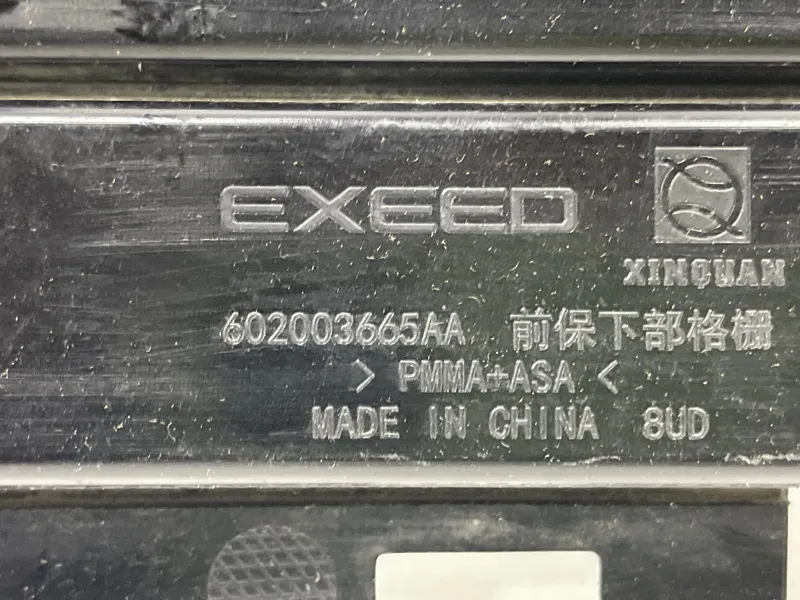 EXEED
XINQUAN
602003665AA 前保下部格栅
> PMMA+ASA <
MADE IN CHINA 8UD